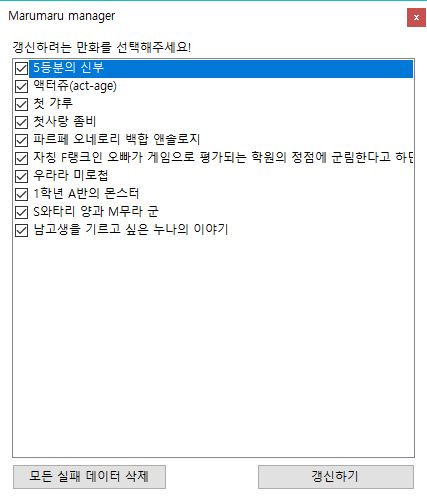 Marumaru manager
x
갱신하려는 만화를 선택해주세요!
5등분의 신부
액터쥬(act-age)
첫 갸루
첫사랑 좀비
파르페 오네로리 백합 앤솔로지
자칭 F랭크인 오빠가 게임으로 평가되는 학원의 정점에 군림한다고 하던
우라라 미로첩
1학년 A반의 몬스터
S와타리 양과 M무라 군
남고생을 기르고 싶은 누나의 이야기
모든 실패 데이터 삭제
갱신하기